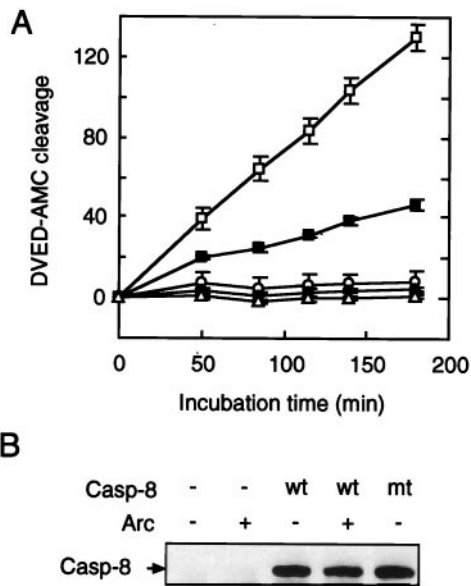 A
DVED-AMC cleavage
120
80
40
0
0 50 100 150 200
Incubation time (min)
B
Casp-8 - - wt wt mt
Arc - + - + -
Casp-8